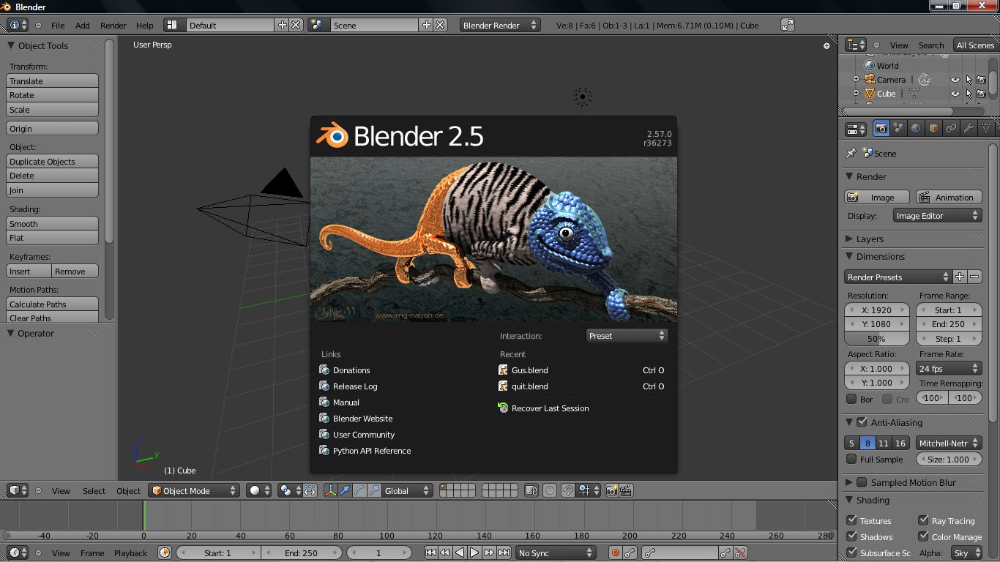 Blender
File Add Render Help Default Scene Blender Render Ve:8 | Fa:6 | Ob:1-3 | La:1 | Mem:6.71M (0.10M) | Cube
Object Tools
Transform:
Translate
Rotate
Scale
Origin
Object:
Duplicate Objects
Delete
Join
Shading:
Smooth
Flat
Keyframes:
Insert Remove
Motion Paths:
Calculate Paths
Clear Paths
Operator
User Persp
Blender 2.5
2.57.0
r36273
www.img-nation.de
Interaction: Preset
Links
Donations
Release Log
Manual
Blender Website
User Community
Python API Reference
Recent
Gus.blend Ctrl O
quit.blend Ctrl O
Recover Last Session
z
y
x
(1) Cube
View Select Object Object Mode Global
-40 -20 0 20 40 60 80 100 120 140 160 180 200 220 240 260 280
View Frame Playback Start: 1 End: 250 1 No Sync
View Search All Scenes
World
Camera
Cube
Scene
Render
Image Animation
Display: Image Editor
Layers
Dimensions
Render Presets
Resolution: Frame Range:
X: 1920 Start: 1
Y: 1080 End: 250
50% Step: 1
Aspect Ratio: Frame Rate:
X: 1.000 24 fps
Y: 1.000 Time Remapping:
Bor Cro 100 100
Anti-Aliasing
5 8 11 16 Mitchell-Netr
Full Sample Size: 1.000
Sampled Motion Blur
Shading
Textures Ray Tracing
Shadows Color Manage
Subsurface Sc Alpha: Sky